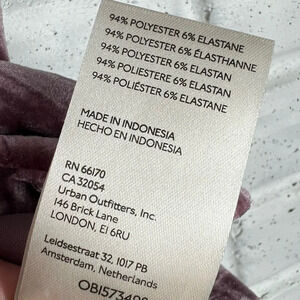 94% POLYESTER 6% ELASTANE
94% POLYESTER 6% ÉLASTHANNE
94% POLYESTER 6% ELASTAN
94% POLIESTERE 6% ELASTAN
94% POLIÉSTER 6% ELASTANE
MADE IN INDONESIA
HECHO EN INDONESIA
RN 66170
CA 32054
Urban Outfitters, Inc.
146 Brick Lane
LONDON, E1 6RU
Leidsestraat 32, 1017 PB
Amsterdam, Netherlands